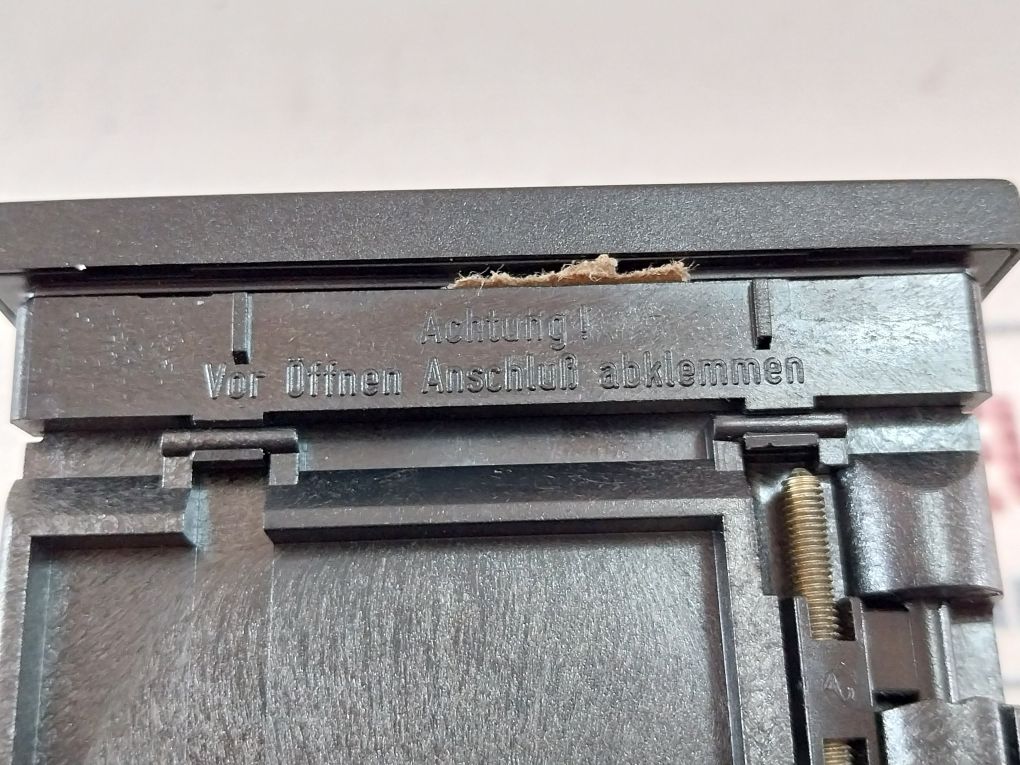 Achtung!
Vor Öffnen Anschluß abklemmen